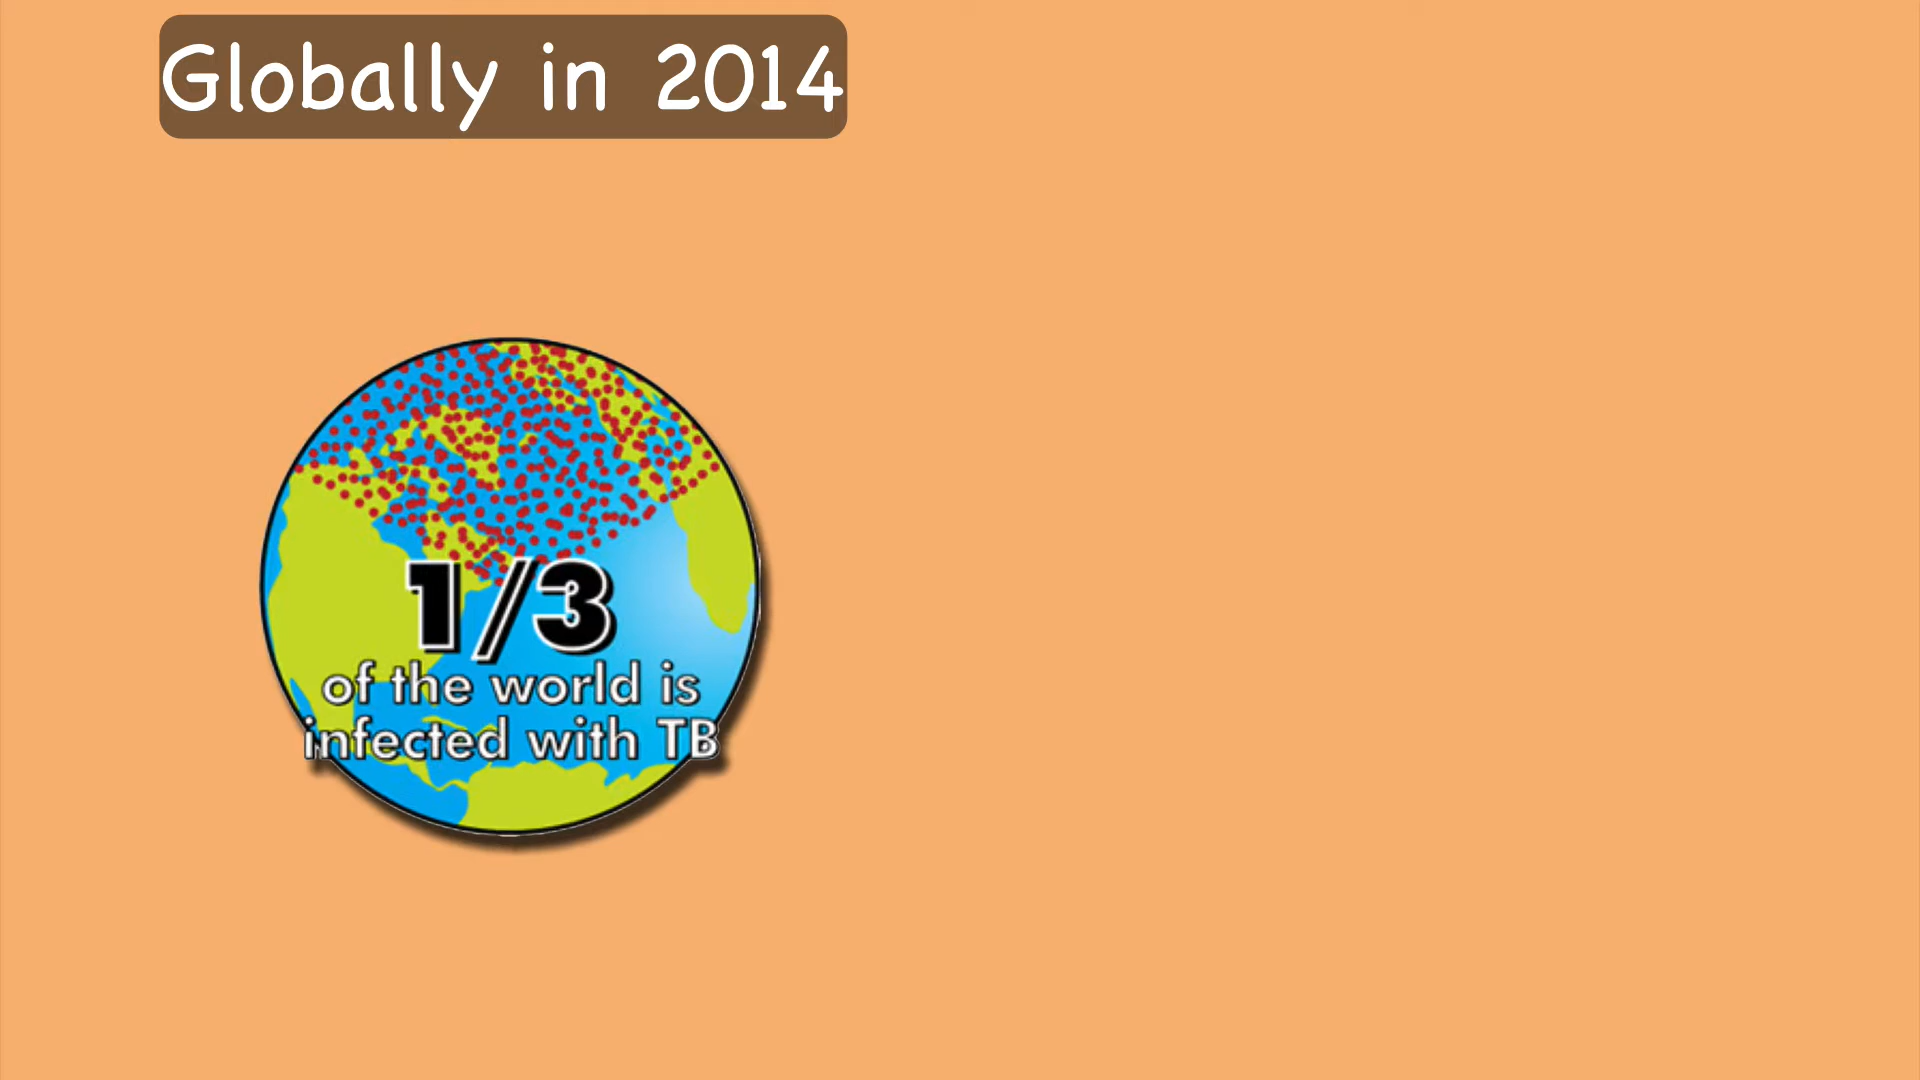 Globally in 2014
1/3
of the world is
infected with TB